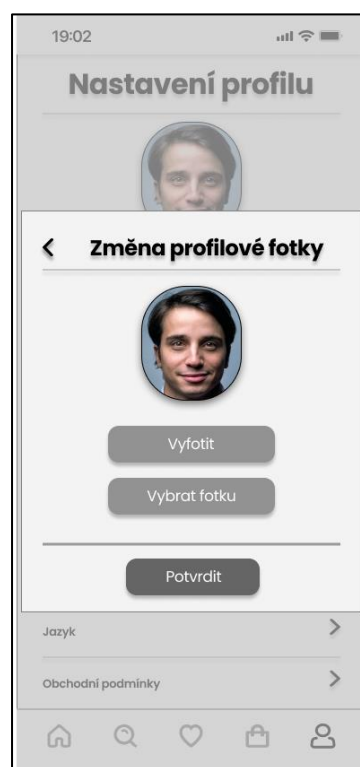 19:02
Nastavení profilu
Změna profilové fotky
Vyfotit
Vybrat fotku
Potvrdit
Jazyk
Obchodní podmínky